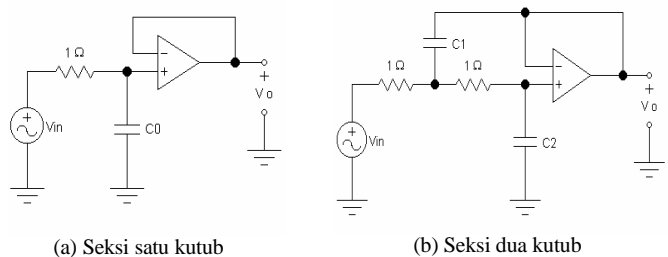 1 Ω
−
+
+
Vo
+
Vin
C0
(a) Seksi satu kutub
C1
1 Ω
1 Ω
−
+
+
Vo
+
Vin
C2
(b) Seksi dua kutub